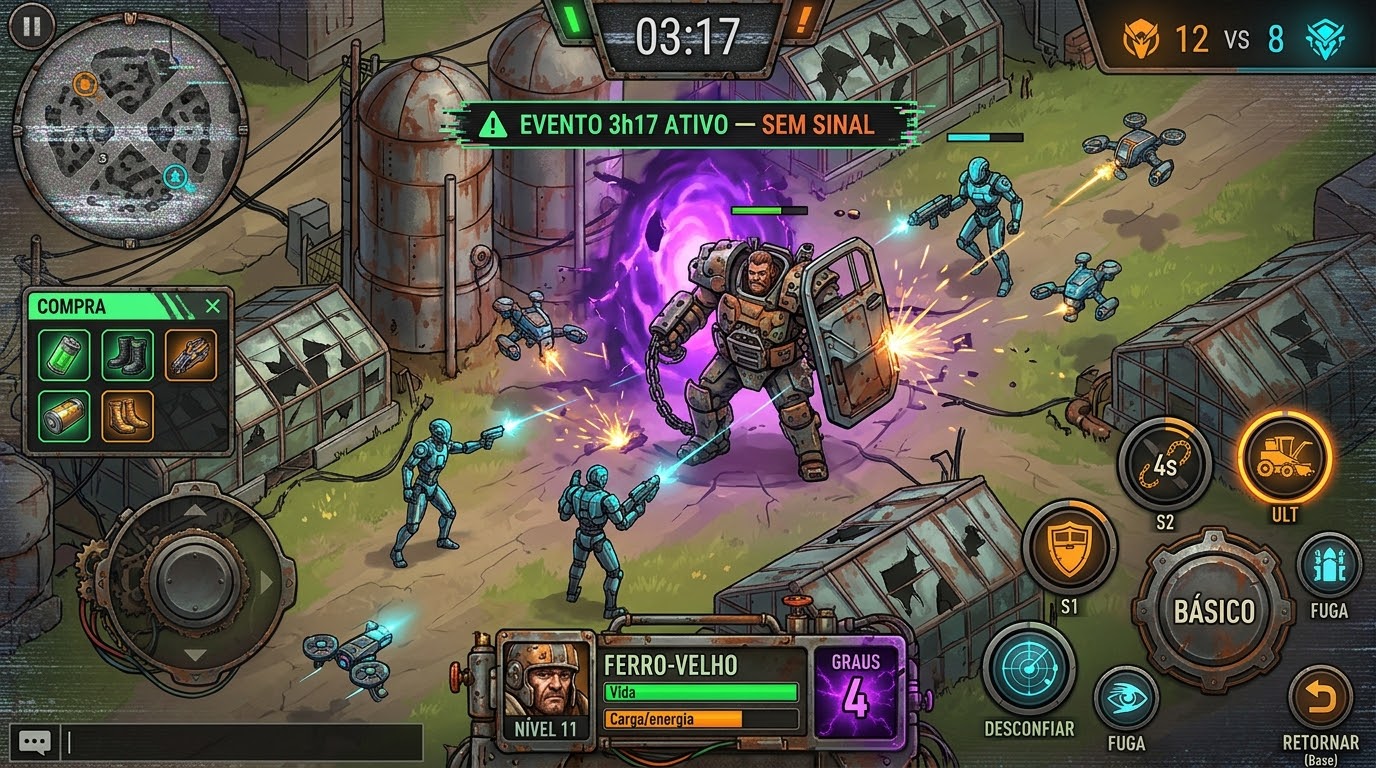 03:17
12 VS 8
EVENTO 3h17 ATIVO — SEM SINAL
3
COMPRA
4s
S2
ULT
S1
BÁSICO
FUGA
DESCONFIAR
FUGA
RETORNAR
(Base)
FERRO-VELHO
Vida
Carga/energia
NÍVEL 11
GRAUS
4